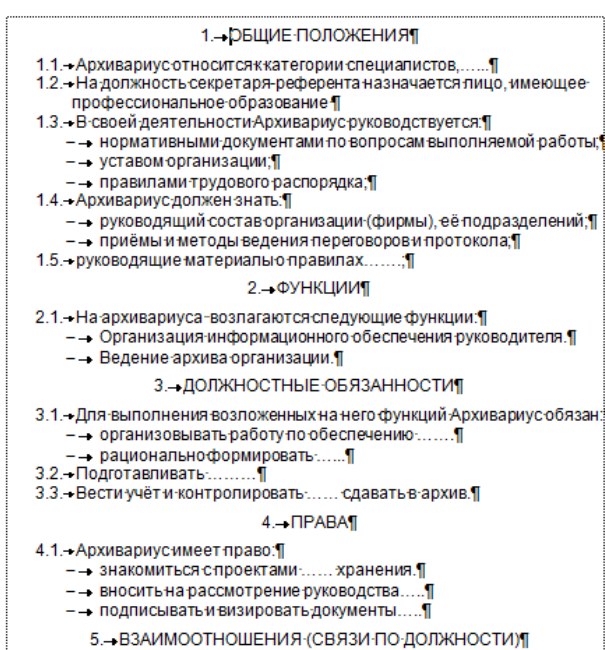 1. ОБЩИЕ ПОЛОЖЕНИЯ¶
1.1. Архивариус относится к категории специалистов,…...¶
1.2. На должность секретаря-референта назначается лицо, имеющее
профессиональное образование ¶
1.3. В своей деятельности Архивариус руководствуется:¶
– нормативными документами по вопросам выполняемой работы;¶
– уставом организации;¶
– правилами трудового распорядка;¶
1.4. Архивариус должен знать:¶
– руководящий состав организации (фирмы), её подразделений;¶
– приёмы и методы ведения переговоров и протокола;¶
1.5. руководящие материалы о правилах…….;¶
2. ФУНКЦИИ¶
2.1. На архивариуса возлагаются следующие функции:¶
– Организация информационного обеспечения руководителя.¶
– Ведение архива организации.¶
3. ДОЛЖНОСТНЫЕ ОБЯЗАННОСТИ¶
3.1. Для выполнения возложенных на него функций Архивариус обязан:
– организовывать работу по обеспечению …….¶
– рационально формировать …...¶
3.2. Подготавливать ………¶
3.3. Вести учёт и контролировать …… сдавать в архив.¶
4. ПРАВА¶
4.1. Архивариус имеет право:¶
– знакомиться с проектами …… хранения.¶
– вносить на рассмотрение руководства…..¶
– подписывать и визировать документы…..¶
5. ВЗАИМООТНОШЕНИЯ (СВЯЗИ ПО ДОЛЖНОСТИ)¶